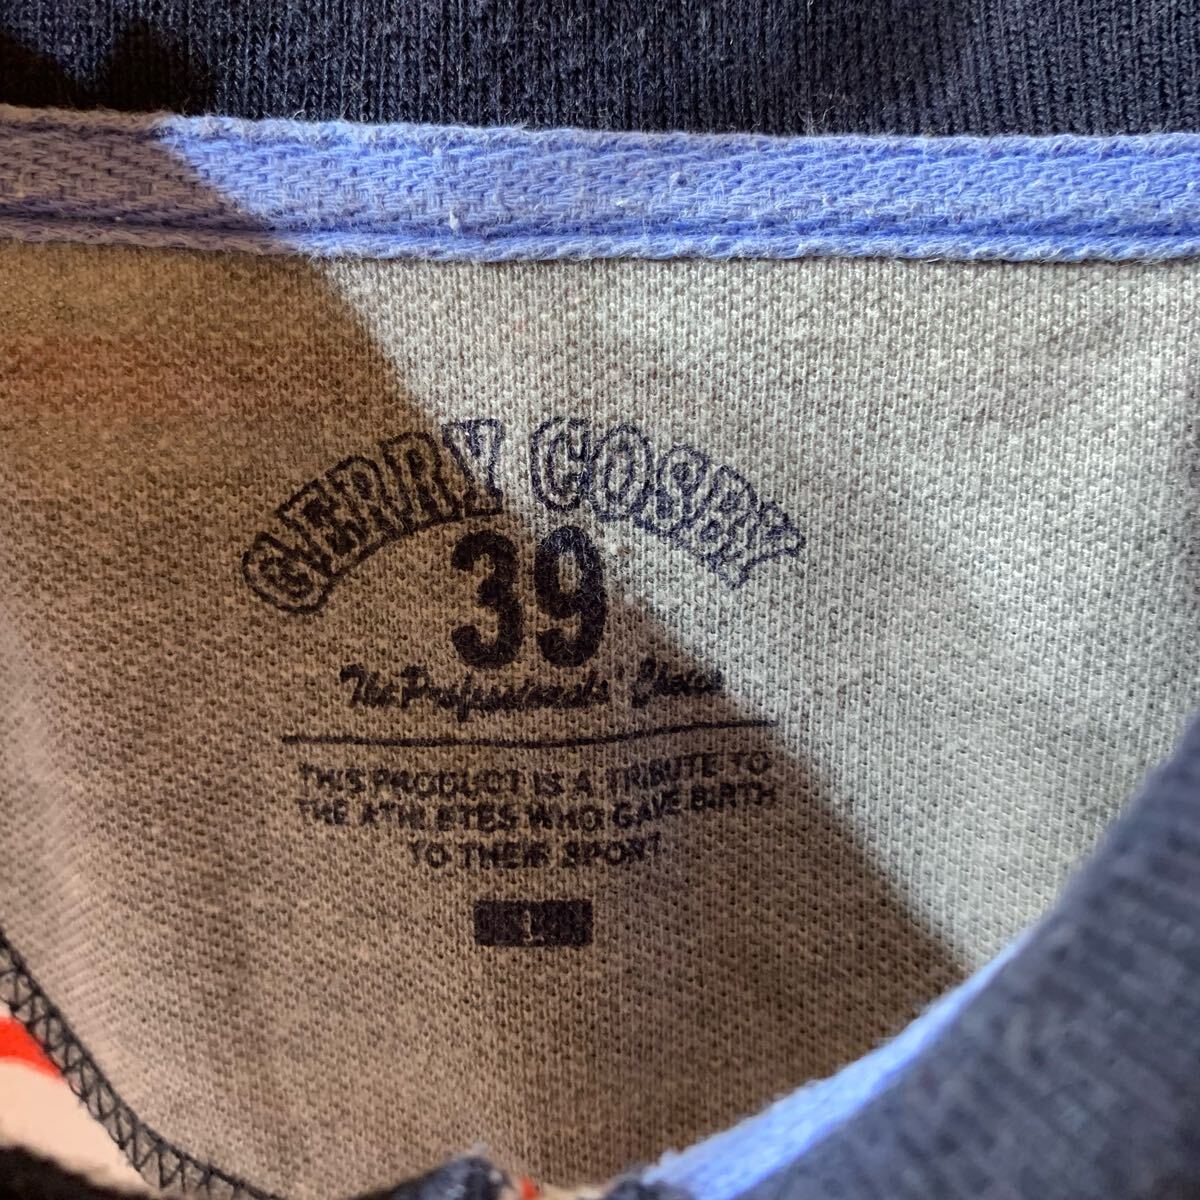 GERRY COSBY
39
The Professionals' Choice
THIS PRODUCT IS A TRIBUTE TO
THE ATHLETES WHO GAVE BIRTH
TO THEIR SPORT